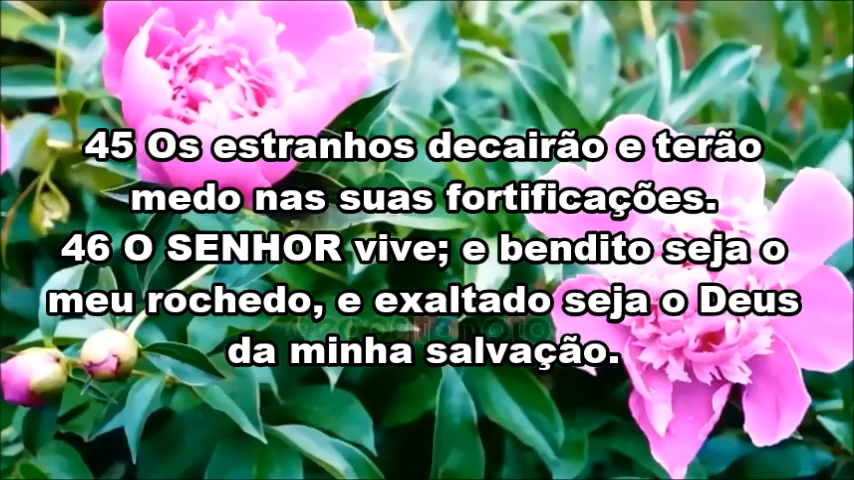 45 Os estranhos decairão e terão
medo nas suas fortificações.
46 O SENHOR vive; e bendito seja o
meu rochedo, e exaltado seja o Deus
da minha salvação.